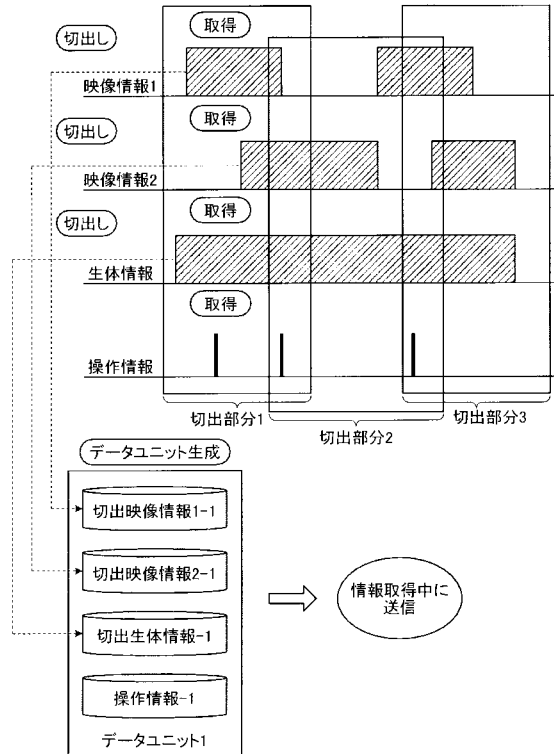 取得
切出し
映像情報1
取得
切出し
映像情報2
取得
切出し
生体情報
取得
操作情報
切出部分1
切出部分2
切出部分3
データユニット生成
切出映像情報1-1
切出映像情報2-1
切出生体情報-1
操作情報-1
データユニット1
情報取得中に
送信